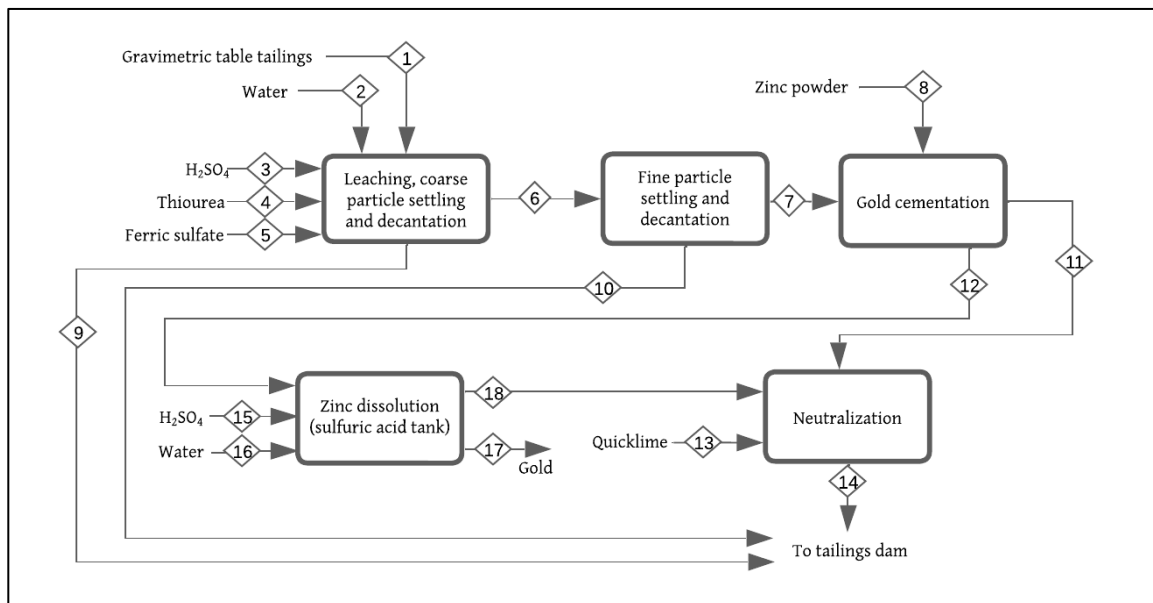 Gravimetric table tailings
1
Water
2
Zinc powder
8
H₂SO₄
3
Thiourea
4
Ferric sulfate
5
Leaching, coarse
particle settling
and decantation
6
Fine particle
settling and
decantation
7
Gold cementation
11
12
10
9
H₂SO₄
15
Water
16
Zinc dissolution
(sulfuric acid tank)
18
17
Gold
Quicklime
13
Neutralization
14
To tailings dam